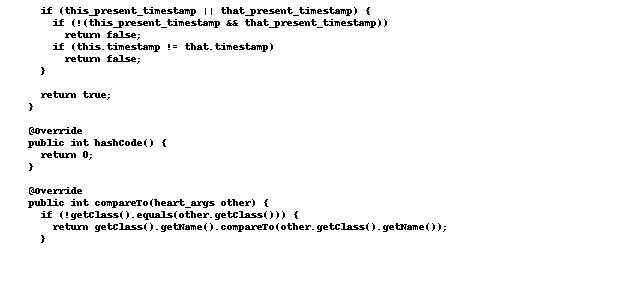 if (this_present_timestamp || that_present_timestamp) {
if (!(this_present_timestamp && that_present_timestamp))
return false;
if (this.timestamp != that.timestamp)
return false;
}
return true;
}
@Override
public int hashCode() {
return 0;
}
@Override
public int compareTo(heart_args other) {
if (!getClass().equals(other.getClass())) {
return getClass().getName().compareTo(other.getClass().getName());
}